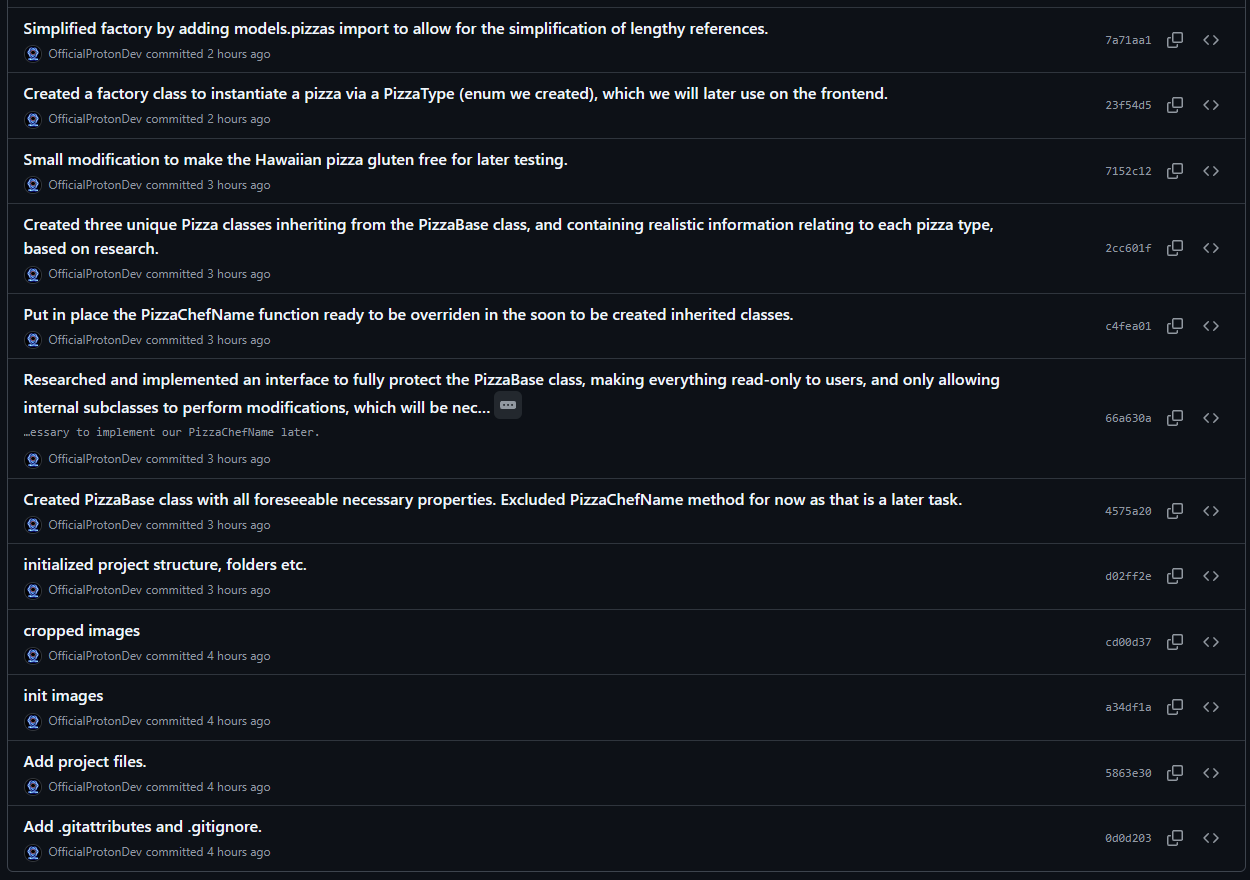 Simplified factory by adding models.pizzas import to allow for the simplification of lengthy references.
OfficialProtonDev committed 2 hours ago
7a71aa1
Created a factory class to instantiate a pizza via a PizzaType (enum we created), which we will later use on the frontend.
OfficialProtonDev committed 2 hours ago
23f54d5
Small modification to make the Hawaiian pizza gluten free for later testing.
OfficialProtonDev committed 3 hours ago
7152c12
Created three unique Pizza classes inheriting from the PizzaBase class, and containing realistic information relating to each pizza type,
based on research.
OfficialProtonDev committed 3 hours ago
2cc601f
Put in place the PizzaChefName function ready to be overriden in the soon to be created inherited classes.
OfficialProtonDev committed 3 hours ago
c4fea01
Researched and implemented an interface to fully protect the PizzaBase class, making everything read-only to users, and only allowing
internal subclasses to perform modifications, which will be nec...
…essary to implement our PizzaChefName later.
OfficialProtonDev committed 3 hours ago
66a630a
Created PizzaBase class with all foreseeable necessary properties. Excluded PizzaChefName method for now as that is a later task.
OfficialProtonDev committed 3 hours ago
4575a20
initialized project structure, folders etc.
OfficialProtonDev committed 3 hours ago
d02ff2e
cropped images
OfficialProtonDev committed 4 hours ago
cd00d37
init images
OfficialProtonDev committed 4 hours ago
a34df1a
Add project files.
OfficialProtonDev committed 4 hours ago
5863e30
Add .gitattributes and .gitignore.
OfficialProtonDev committed 4 hours ago
0d0d203